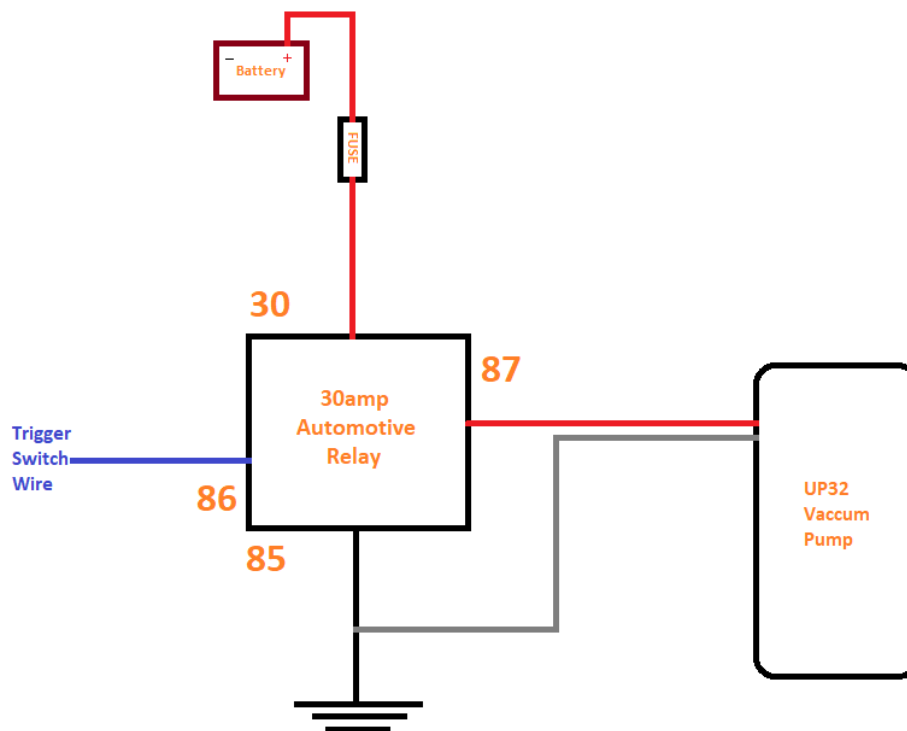 − +
Battery
FUSE
30
87
30amp
Automotive
Relay
Trigger
Switch
Wire
86
85
UP32
Vaccum
Pump